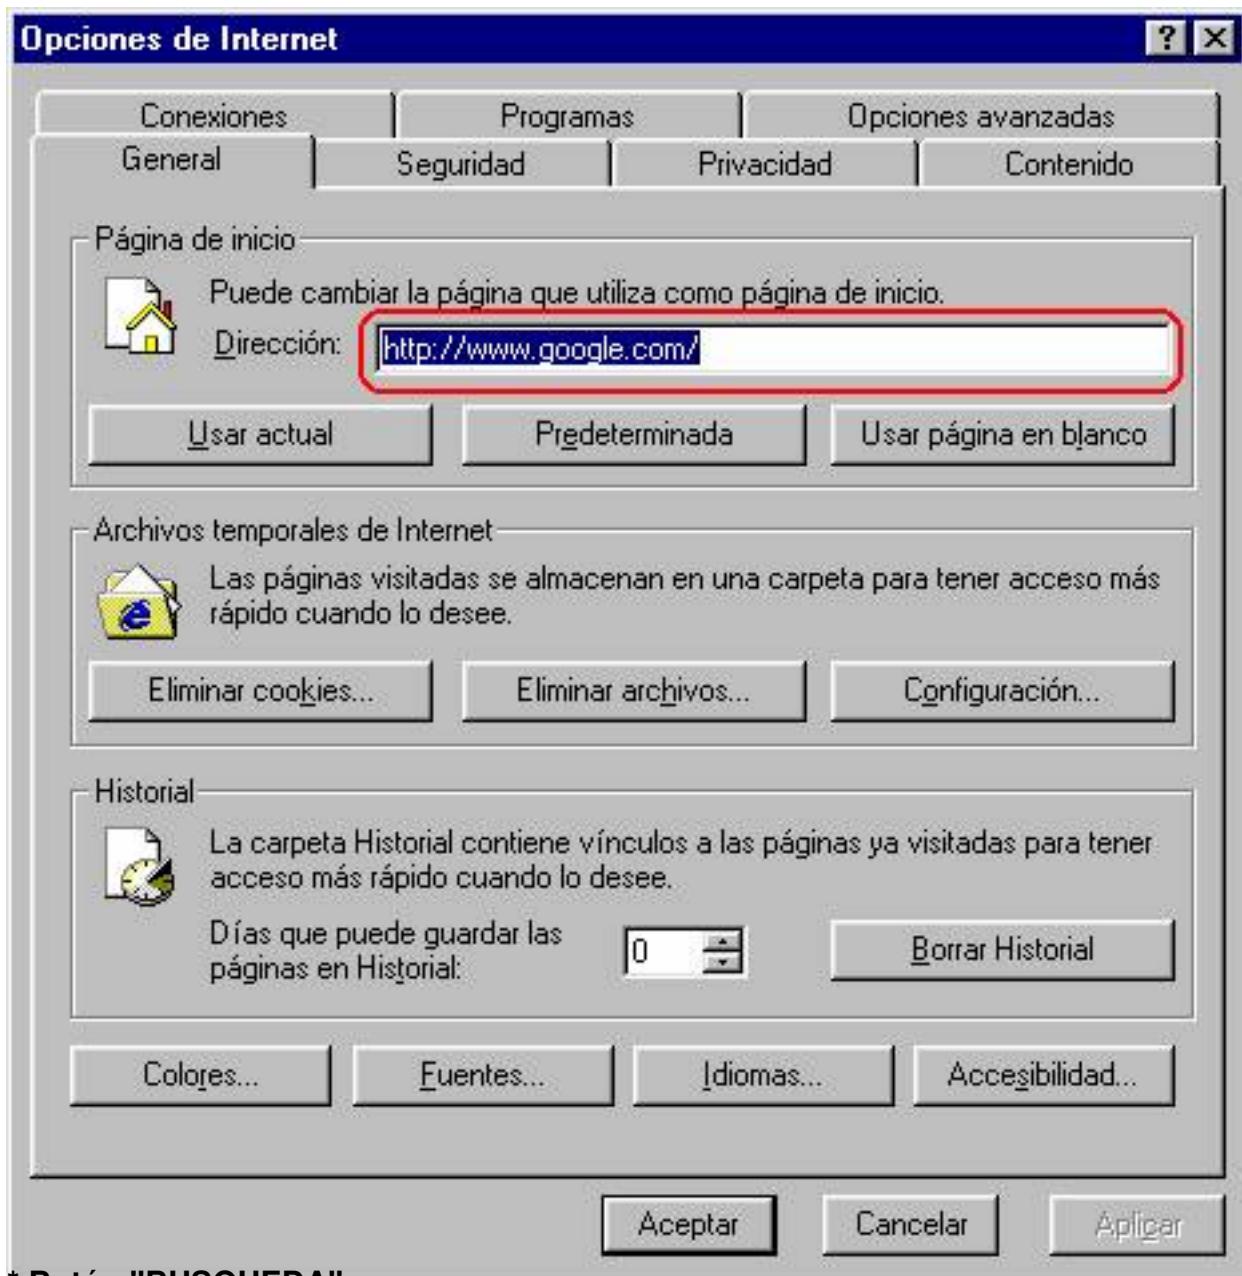 Opciones de Internet
Conexiones Programas Opciones avanzadas
General Seguridad Privacidad Contenido
Página de inicio
Puede cambiar la página que utiliza como página de inicio.
Dirección: http://www.google.com/
Usar actual Predeterminada Usar página en blanco
Archivos temporales de Internet
Las páginas visitadas se almacenan en una carpeta para tener acceso más
rápido cuando lo desee.
Eliminar cookies... Eliminar archivos... Configuración...
Historial
La carpeta Historial contiene vínculos a las páginas ya visitadas para tener
acceso más rápido cuando lo desee.
Días que puede guardar las
páginas en Historial: 0 Borrar Historial
Colores... Fuentes... Idiomas... Accesibilidad...
Aceptar Cancelar Aplicar
* Botón "BUSQUEDA"